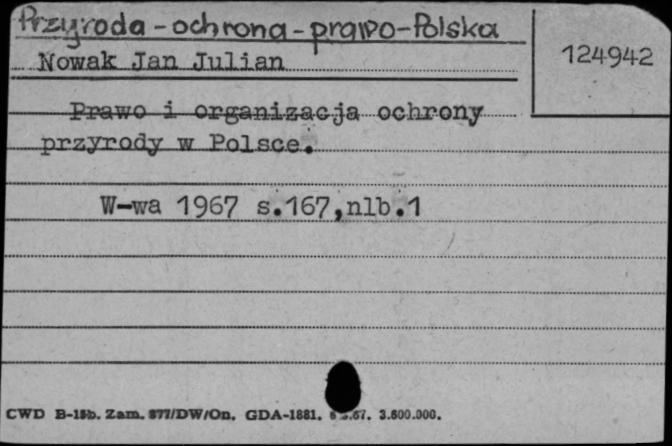 Przyroda - ochrona - prawo - Polska
124942
Nowak Jan Julian
Prawo i organizacja ochrony
przyrody w Polsce.
W-wa 1967 s.167,nlb.1
CWD B-15b. Zam. 877/DW/On. GDA-1881. .67. 3.600.000.